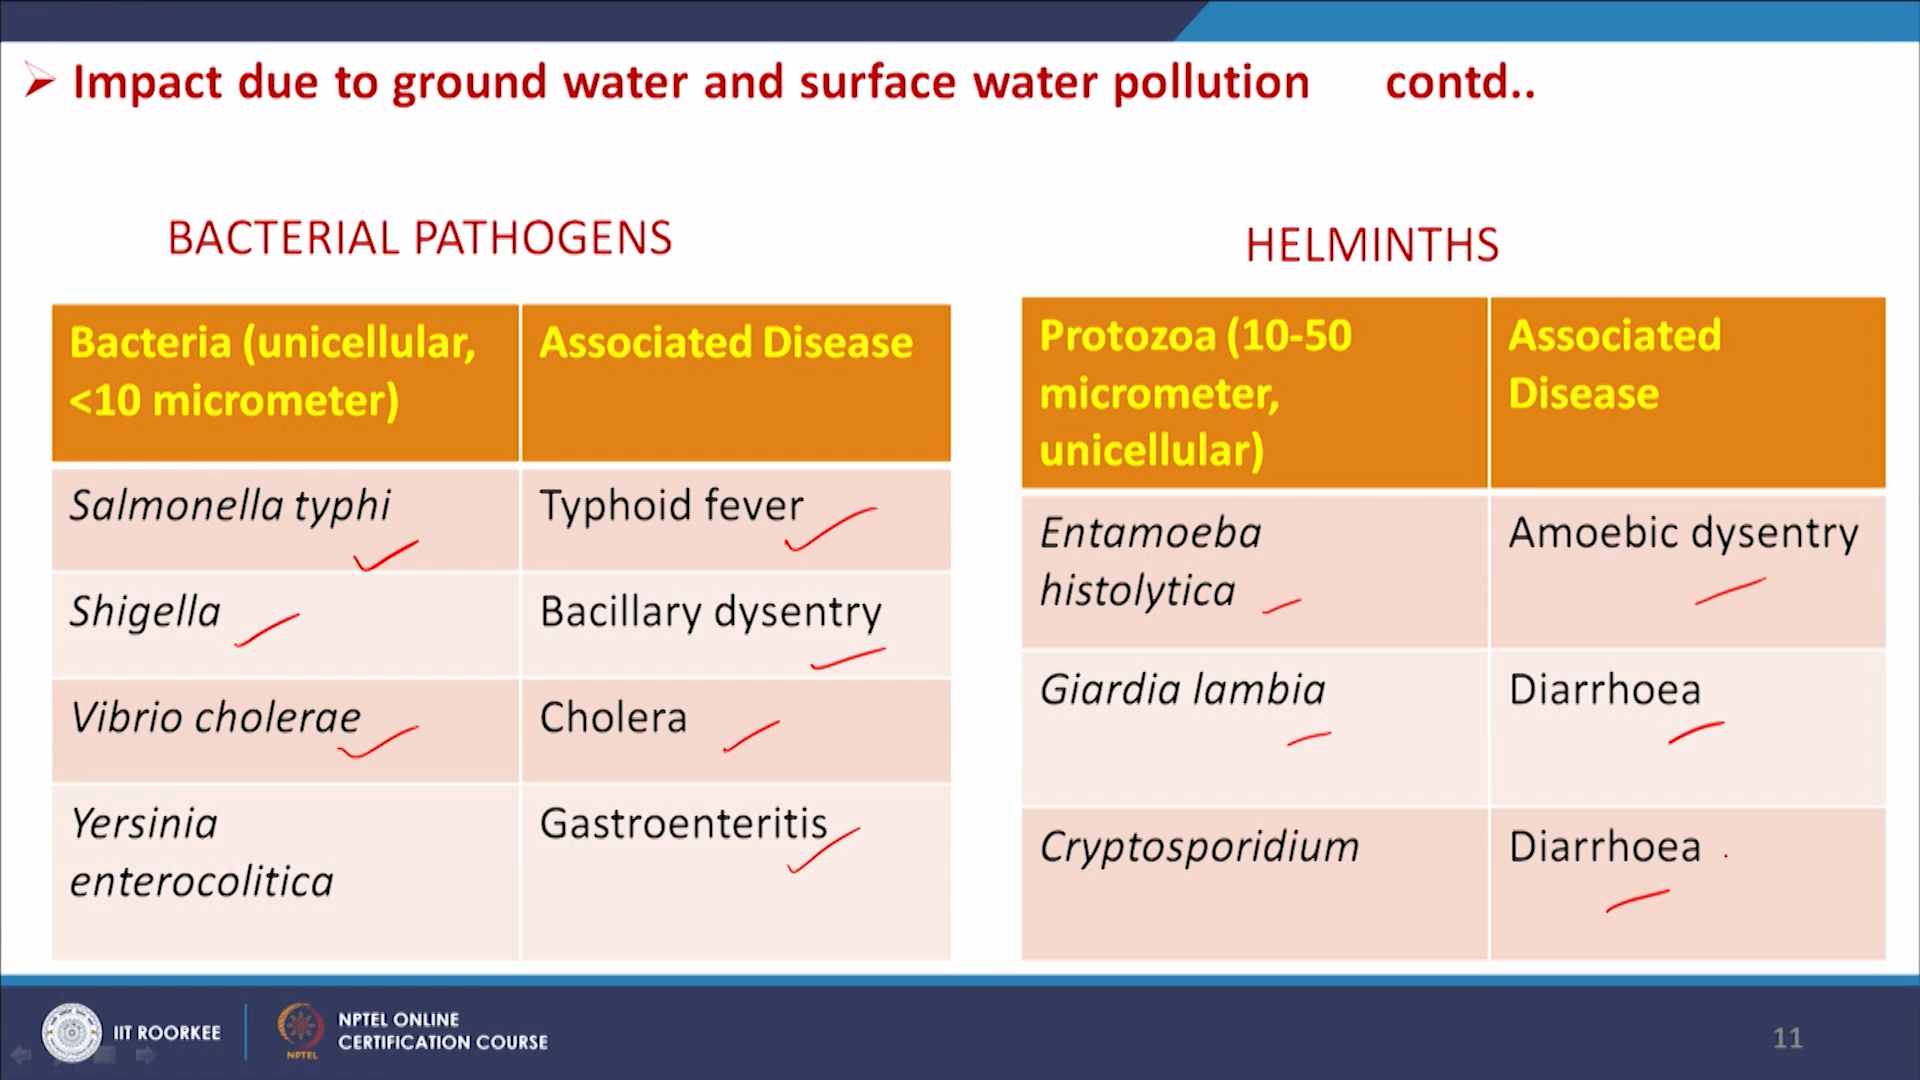 Impact due to ground water and surface water pollution contd..
BACTERIAL PATHOGENS
Bacteria (unicellular,
<10 micrometer)
Associated Disease
Salmonella typhi
Typhoid fever
Shigella
Bacillary dysentry
Vibrio cholerae
Cholera
Yersinia
enterocolitica
Gastroenteritis
HELMINTHS
Protozoa (10-50
micrometer,
unicellular)
Associated
Disease
Entamoeba
histolytica
Amoebic dysentry
Giardia lambia
Diarrhoea
Cryptosporidium
Diarrhoea
IIT ROORKEE
NPTEL
NPTEL ONLINE
CERTIFICATION COURSE
11